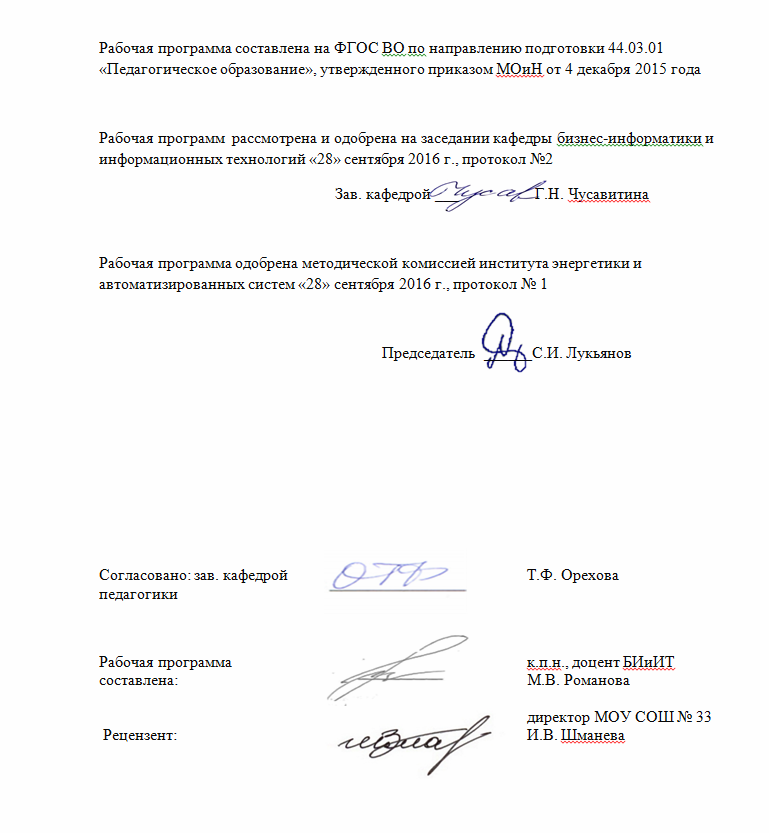 Рабочая программа составлена на ФГОС ВО по направлению подготовки 44.03.01
«Педагогическое образование», утвержденного приказом МОиН от 4 декабря 2015 года
Рабочая программ рассмотрена и одобрена на заседании кафедры бизнес-информатики и
информационных технологий «28» сентября 2016 г., протокол №2
Зав. кафедрой Г.Н. Чусавитина
Рабочая программа одобрена методической комиссией института энергетики и
автоматизированных систем «28» сентября 2016 г., протокол № 1
Председатель С.И. Лукьянов
Согласовано: зав. кафедрой Т.Ф. Орехова
педагогики
Рабочая программа к.п.н., доцент БИиИТ
составлена: М.В. Романова
директор МОУ СОШ № 33
Рецензент: И.В. Шманева